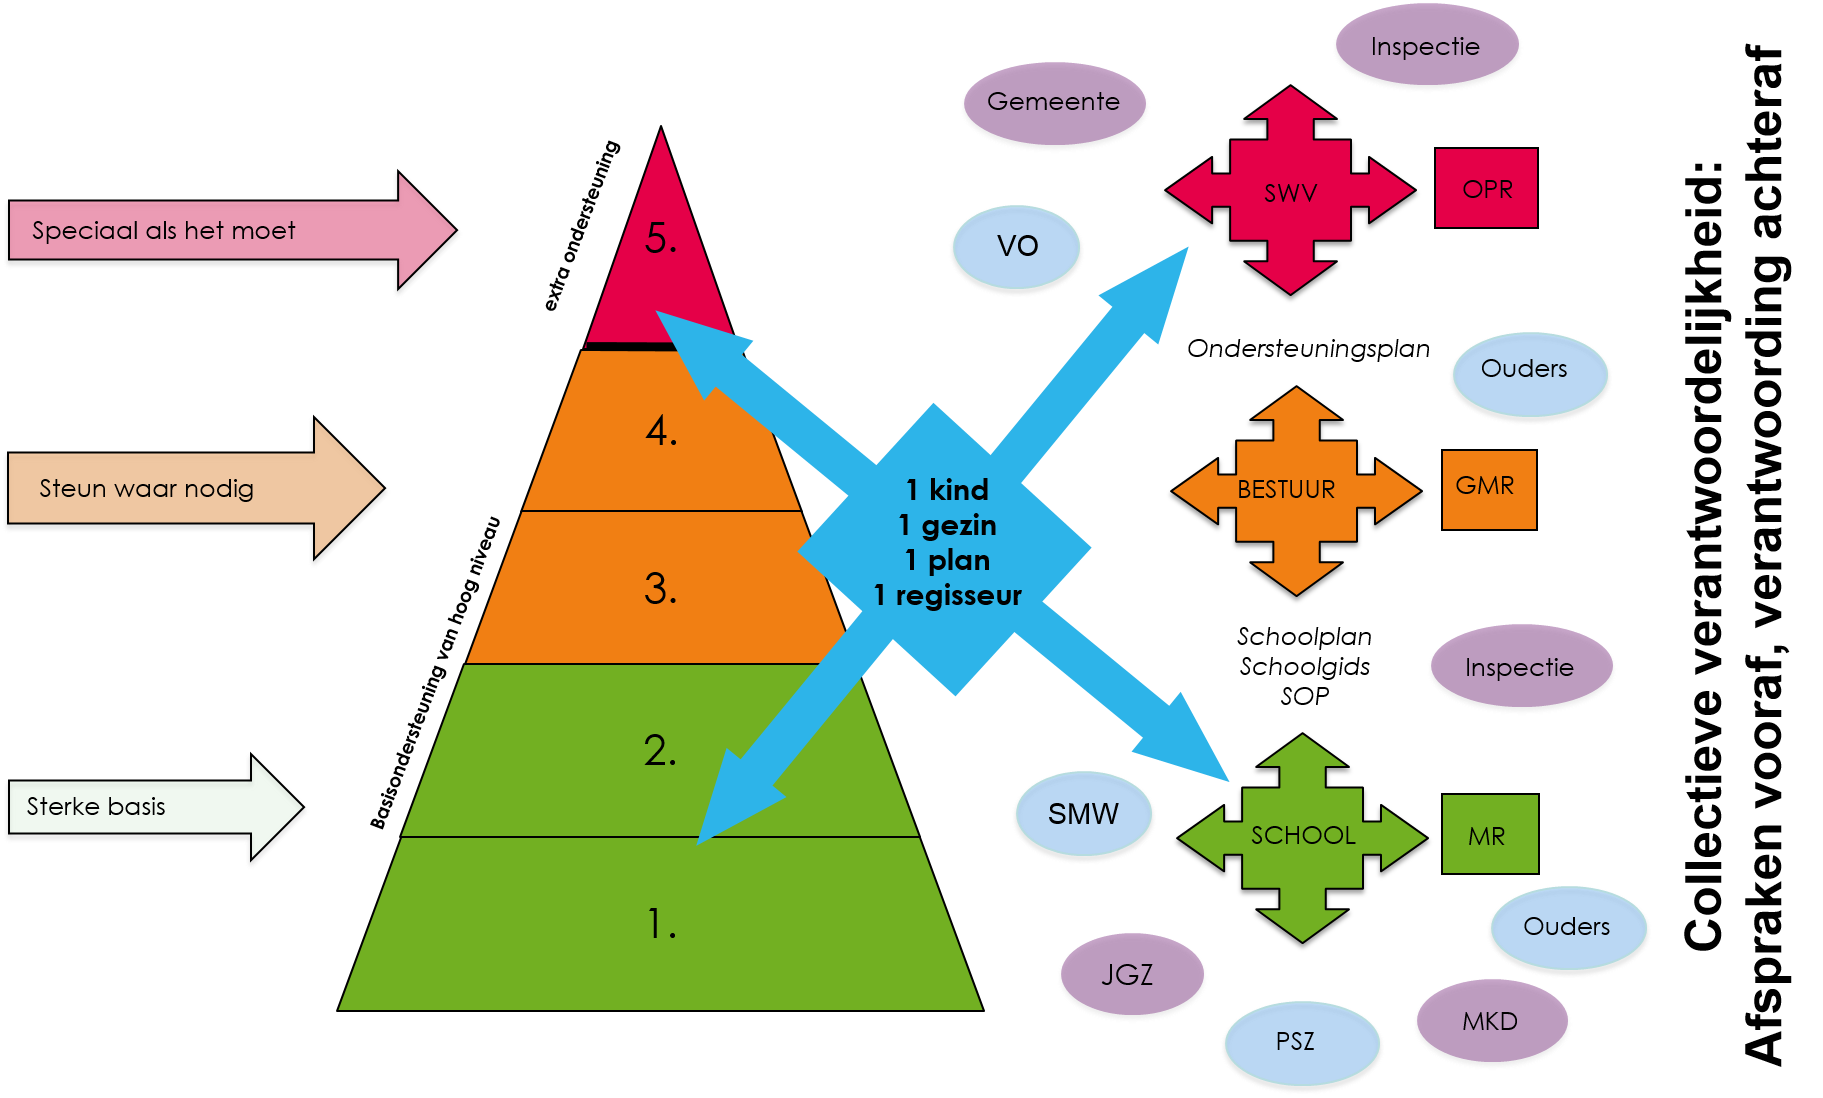 Speciaal als het moet
Steun waar nodig
Sterke basis
extra ondersteuning
Basisondersteuning van hoog niveau
5.
4.
3.
2.
1.
1 kind
1 gezin
1 plan
1 regisseur
Inspectie
Gemeente
SWV
OPR
VO
Ondersteuningsplan
Ouders
BESTUUR
GMR
Schoolplan
Schoolgids
SOP
Inspectie
SMW
SCHOOL
MR
Ouders
JGZ
MKD
PSZ
Collectieve verantwoordelijkheid:
Afspraken vooraf, verantwoording achteraf